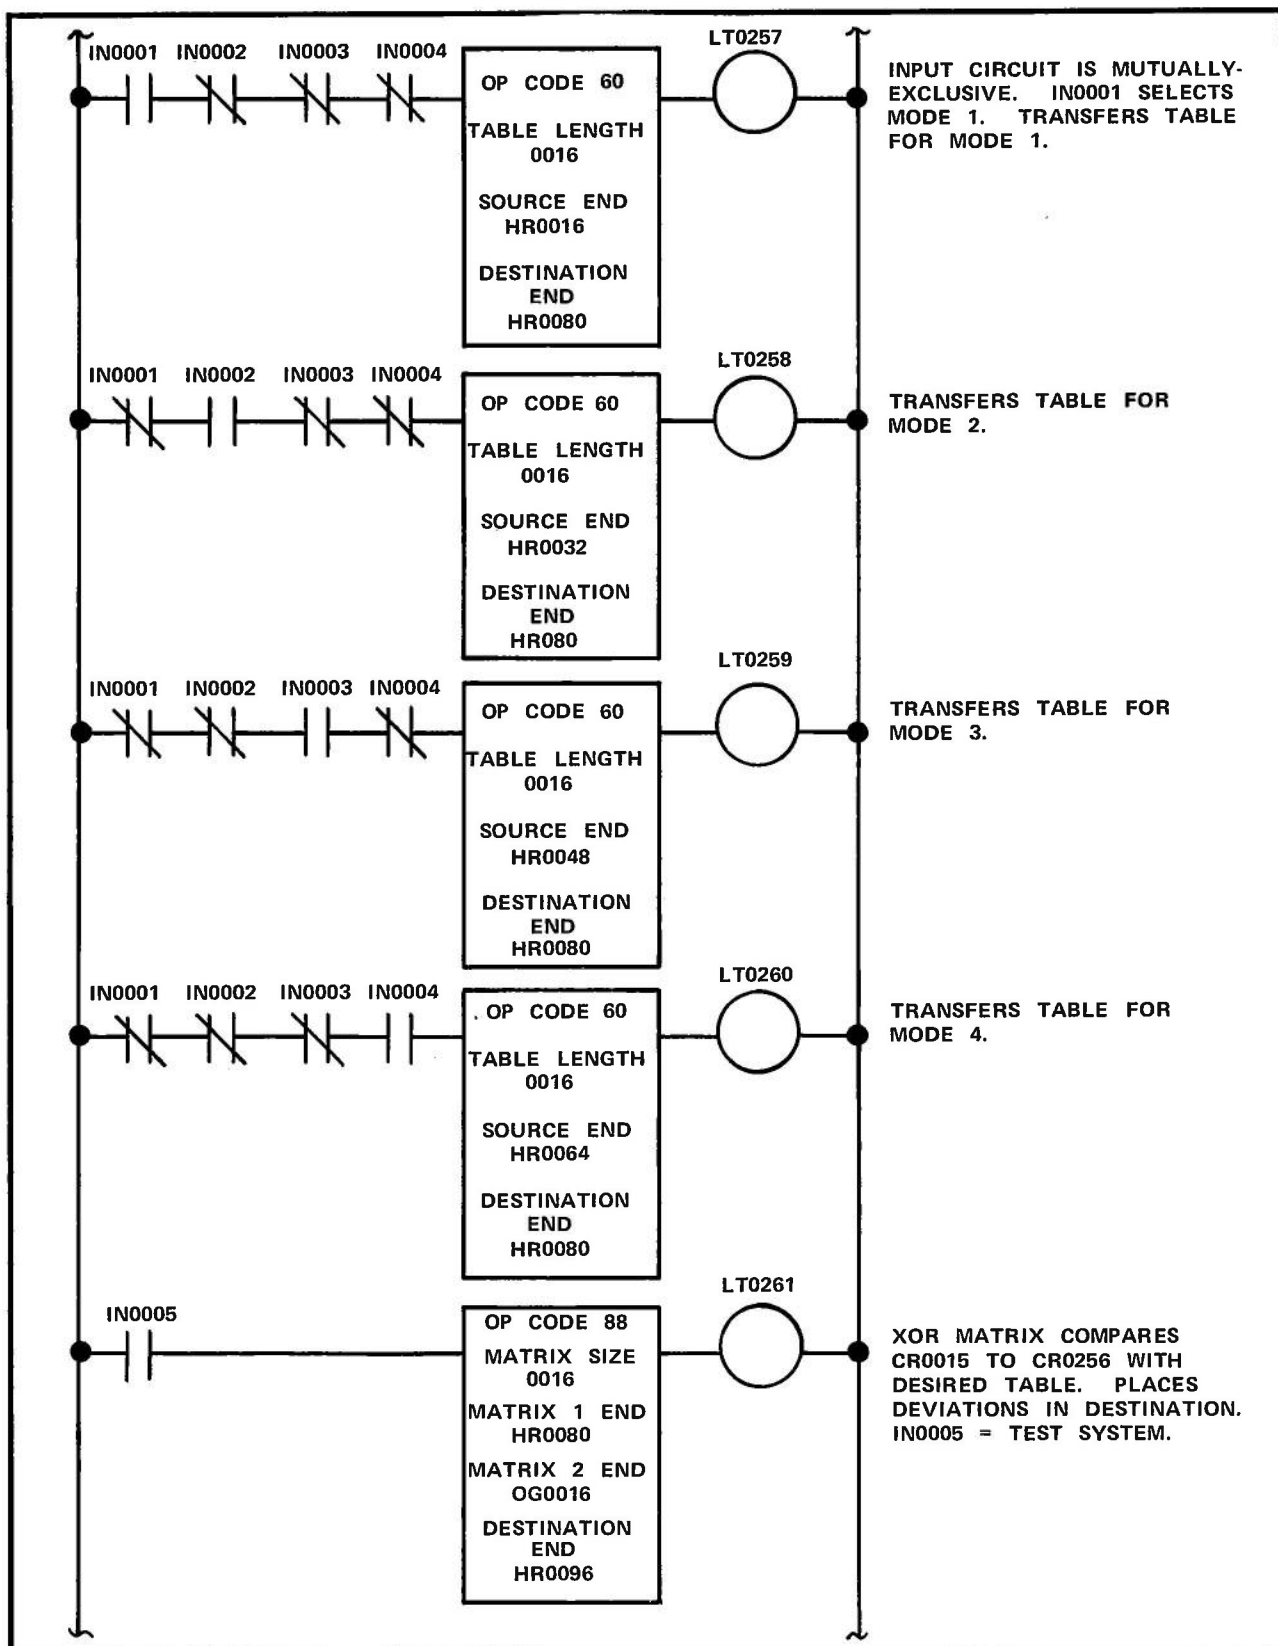 IN0001 IN0002 IN0003 IN0004
LT0257
OP CODE 60
TABLE LENGTH
0016
SOURCE END
HR0016
DESTINATION
END
HR0080
INPUT CIRCUIT IS MUTUALLY-
EXCLUSIVE. IN0001 SELECTS
MODE 1. TRANSFERS TABLE
FOR MODE 1.
IN0001 IN0002 IN0003 IN0004
LT0258
OP CODE 60
TABLE LENGTH
0016
SOURCE END
HR0032
DESTINATION
END
HR080
TRANSFERS TABLE FOR
MODE 2.
IN0001 IN0002 IN0003 IN0004
LT0259
OP CODE 60
TABLE LENGTH
0016
SOURCE END
HR0048
DESTINATION
END
HR0080
TRANSFERS TABLE FOR
MODE 3.
IN0001 IN0002 IN0003 IN0004
LT0260
OP CODE 60
TABLE LENGTH
0016
SOURCE END
HR0064
DESTINATION
END
HR0080
TRANSFERS TABLE FOR
MODE 4.
IN0005
LT0261
OP CODE 88
MATRIX SIZE
0016
MATRIX 1 END
HR0080
MATRIX 2 END
OG0016
DESTINATION
END
HR0096
XOR MATRIX COMPARES
CR0015 TO CR0256 WITH
DESIRED TABLE. PLACES
DEVIATIONS IN DESTINATION.
IN0005 = TEST SYSTEM.